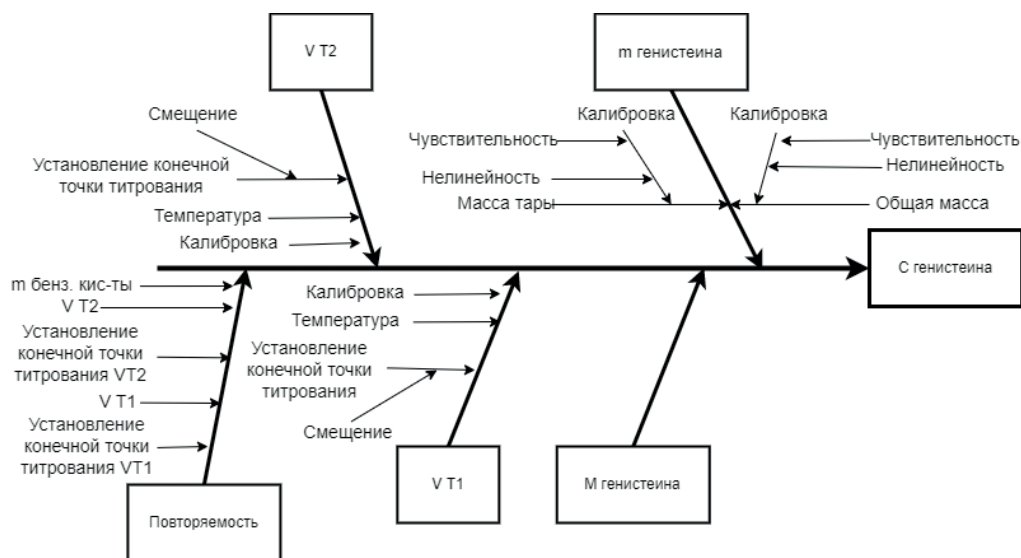 V T2
m генистеина
Смещение
Калибровка
Калибровка
Чувствительность
Чувствительность
Установление конечной
точки титрования
Нелинейность
Нелинейность
Масса тары
Общая масса
Температура
Калибровка
С генистеина
m бенз. кис-ты
V T2
Установление
конечной точки
титрования VT2
V T1
Установление
конечной точки
титрования VT1
Калибровка
Температура
Установление
конечной точки
титрования
Смещение
V T1
М генистеина
Повторяемость